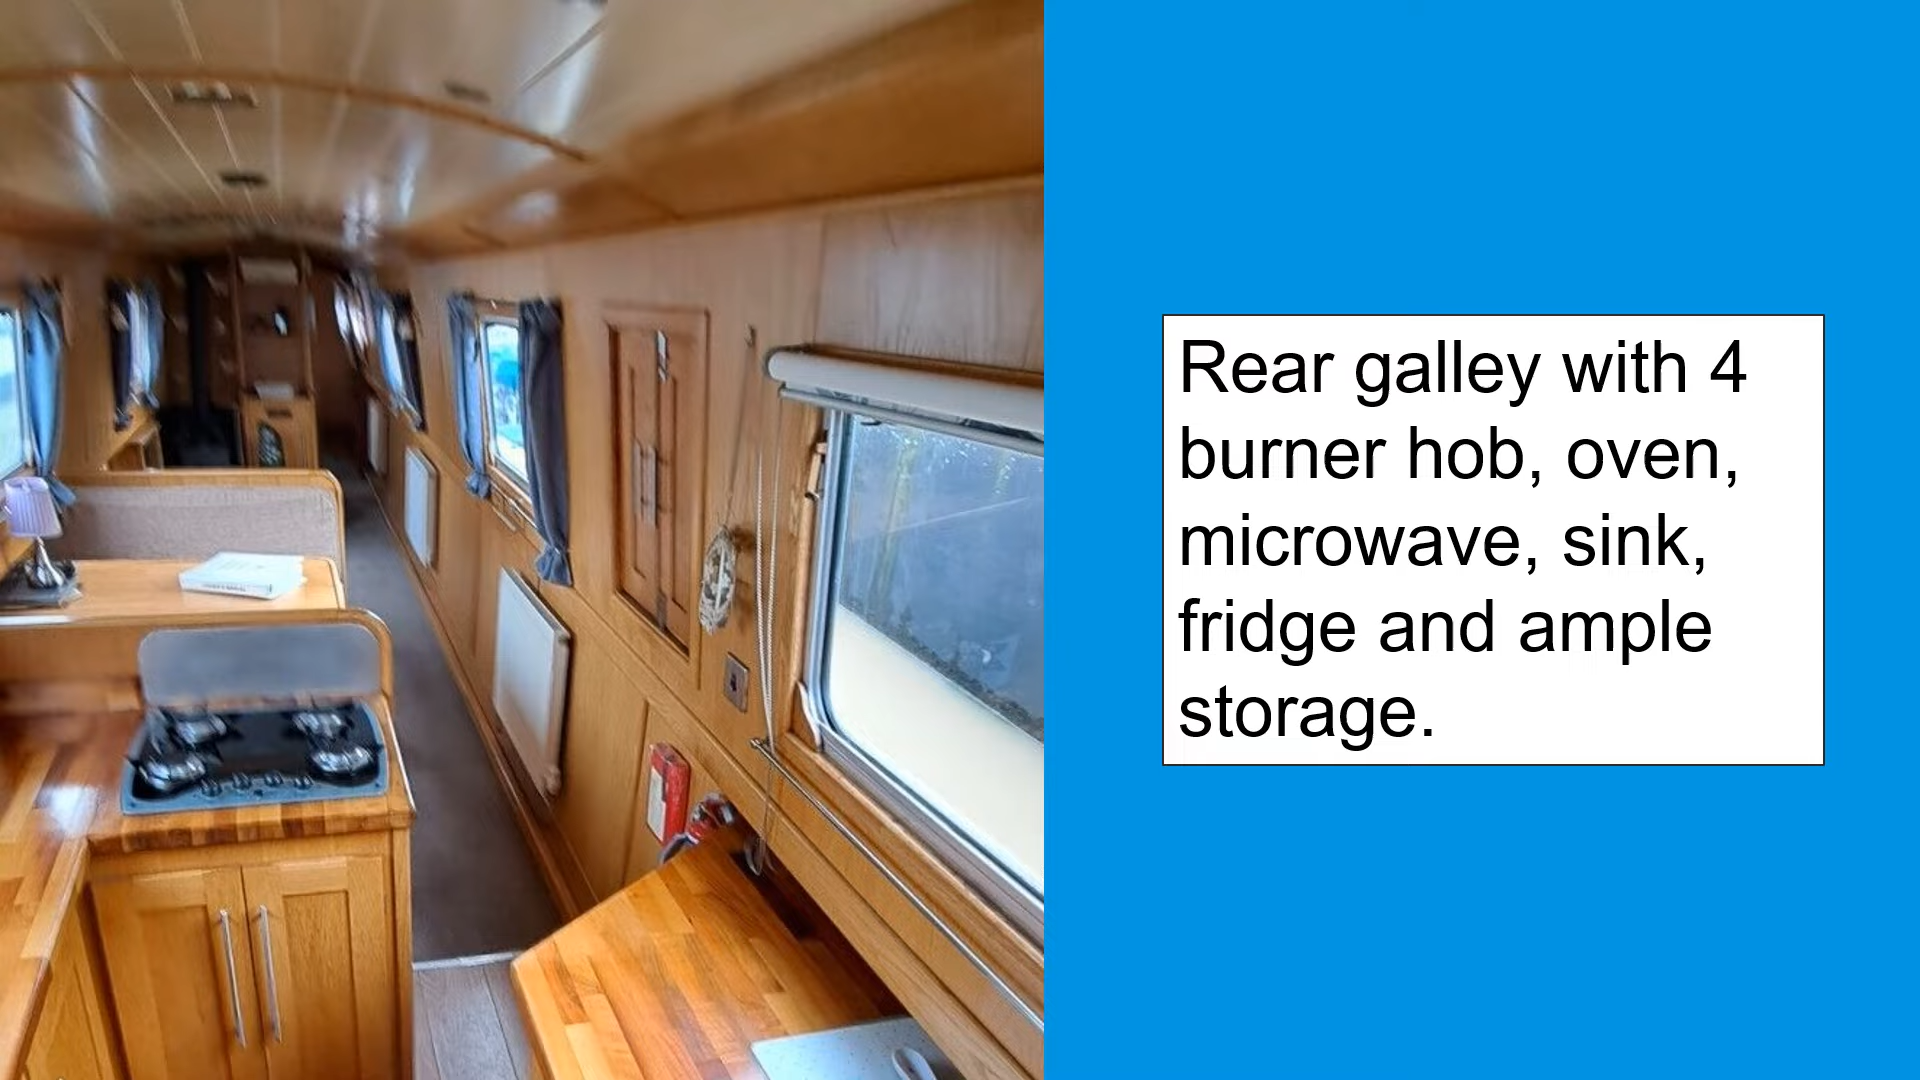 Rear galley with 4
burner hob, oven,
microwave, sink,
fridge and ample
storage.